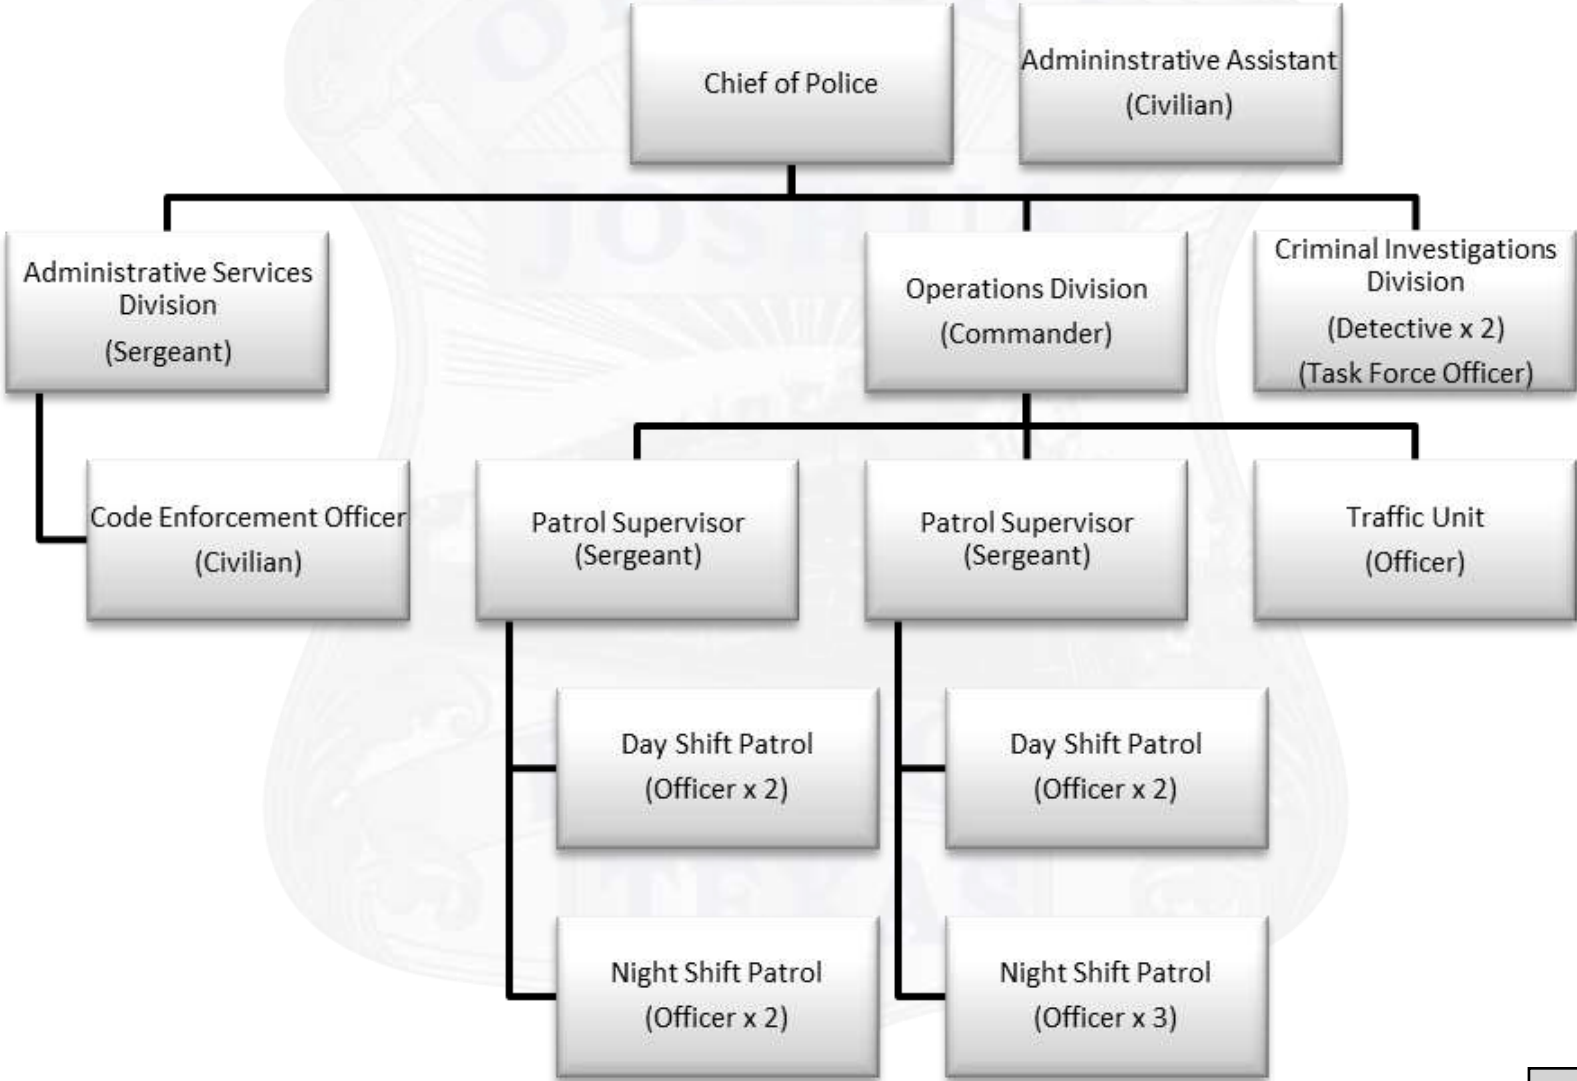 Chief of Police
Admininstrative Assistant
(Civilian)
Administrative Services
Division
(Sergeant)
Operations Division
(Commander)
Criminal Investigations
Division
(Detective x 2)
(Task Force Officer)
Code Enforcement Officer
(Civilian)
Patrol Supervisor
(Sergeant)
Patrol Supervisor
(Sergeant)
Traffic Unit
(Officer)
Day Shift Patrol
(Officer x 2)
Day Shift Patrol
(Officer x 2)
Night Shift Patrol
(Officer x 2)
Night Shift Patrol
(Officer x 3)
JOSHUA
TEXAS